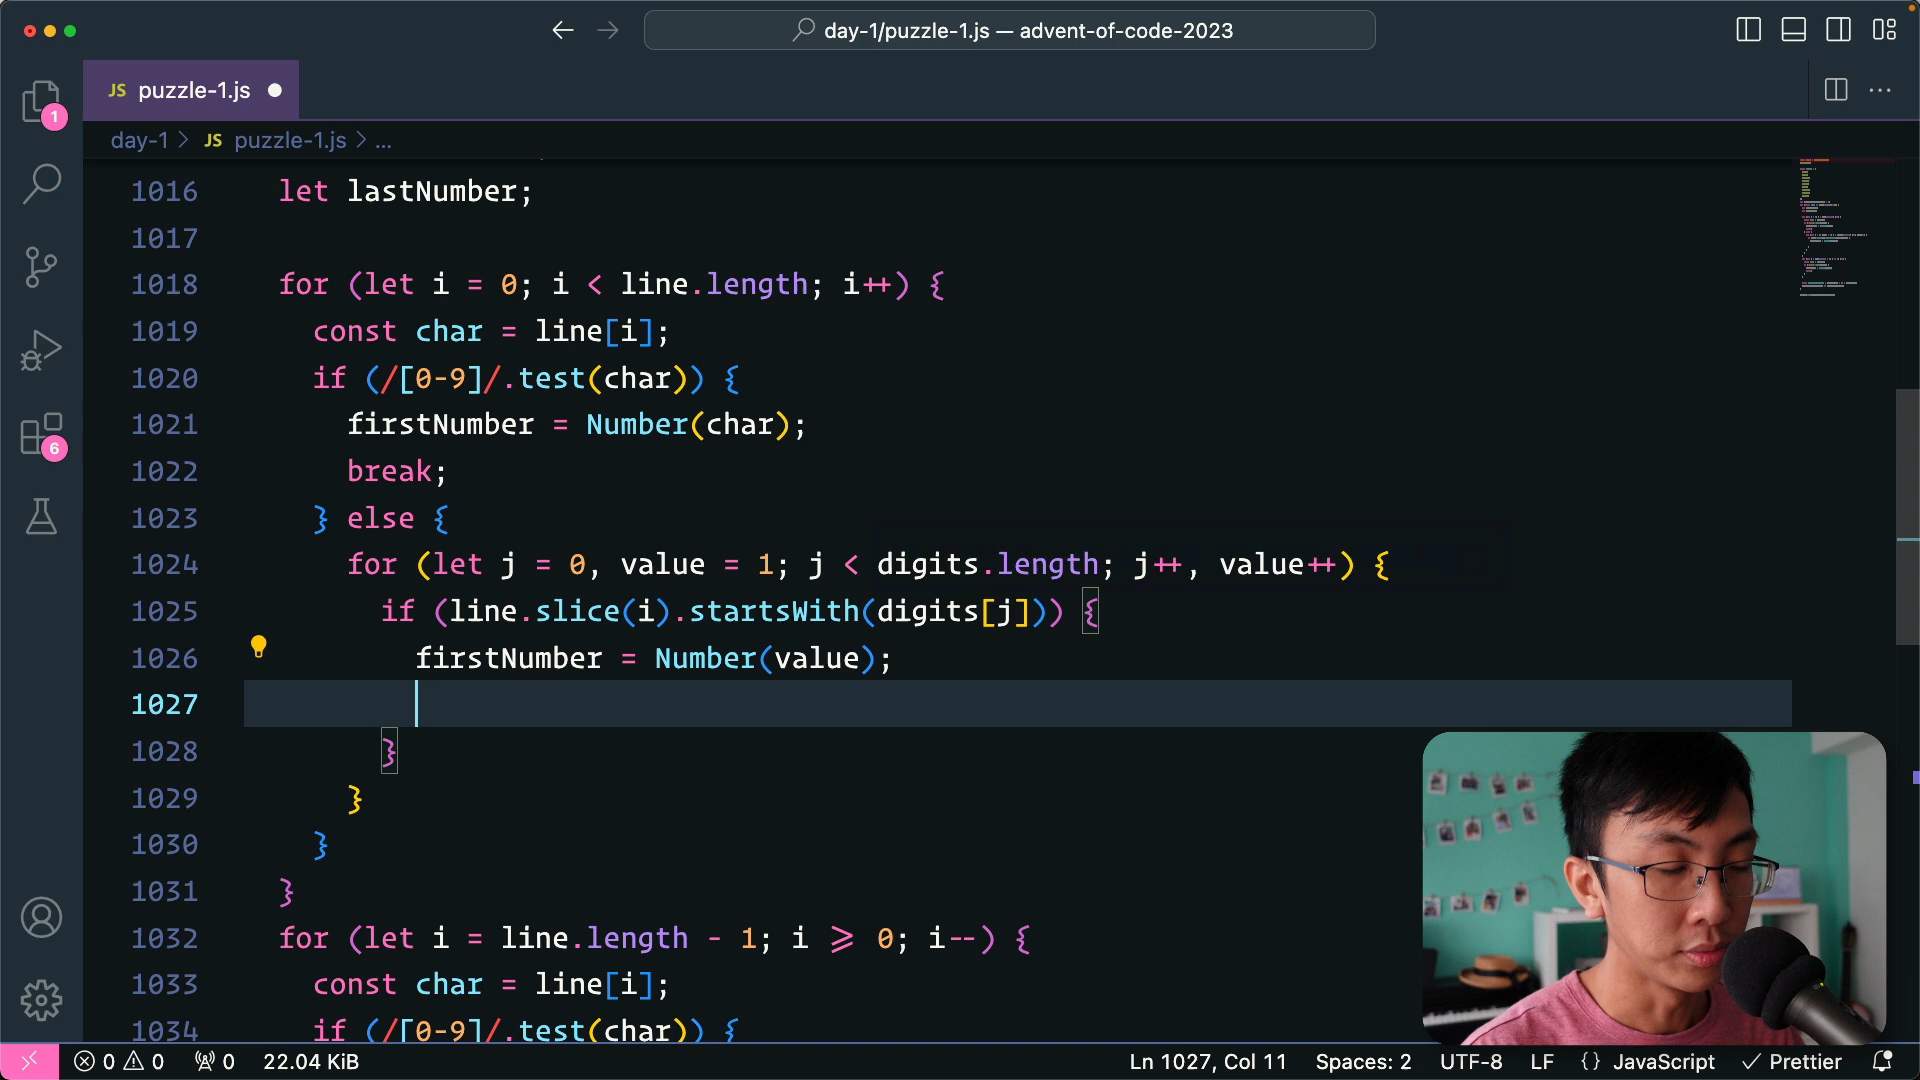 day-1/puzzle-1.js — advent-of-code-2023
JS puzzle-1.js
1
day-1 > JS puzzle-1.js > ...
1016 let lastNumber;
1017
1018 for (let i = 0; i < line.length; i++) {
1019 const char = line[i];
1020 if (/[0-9]/.test(char)) {
1021 firstNumber = Number(char);
1022 break;
1023 } else {
1024 for (let j = 0, value = 1; j < digits.length; j++, value++) {
1025 if (line.slice(i).startsWith(digits[j])) {
1026 firstNumber = Number(value);
1027
1028 }
1029 }
1030 }
1031 }
1032 for (let i = line.length - 1; i >= 0; i--) {
1033 const char = line[i];
1034 if (/[0-9]/.test(char)) {
6
0 0 0 22.04 KiB Ln 1027, Col 11 Spaces: 2 UTF-8 LF {} JavaScript Prettier